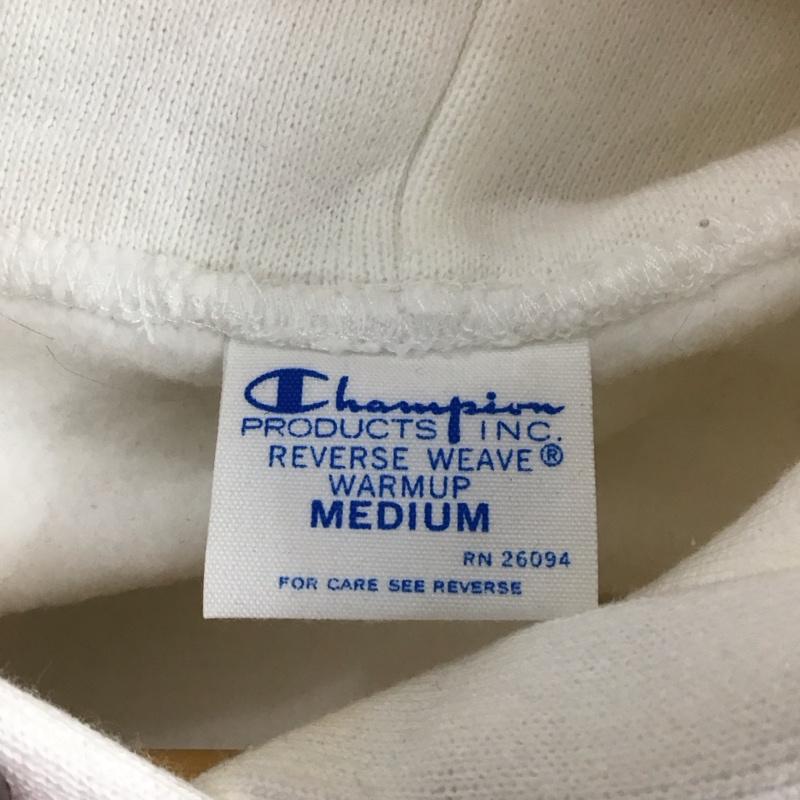 Champion
PRODUCTS INC.
REVERSE WEAVE®
WARMUP
MEDIUM
RN 26094
FOR CARE SEE REVERSE